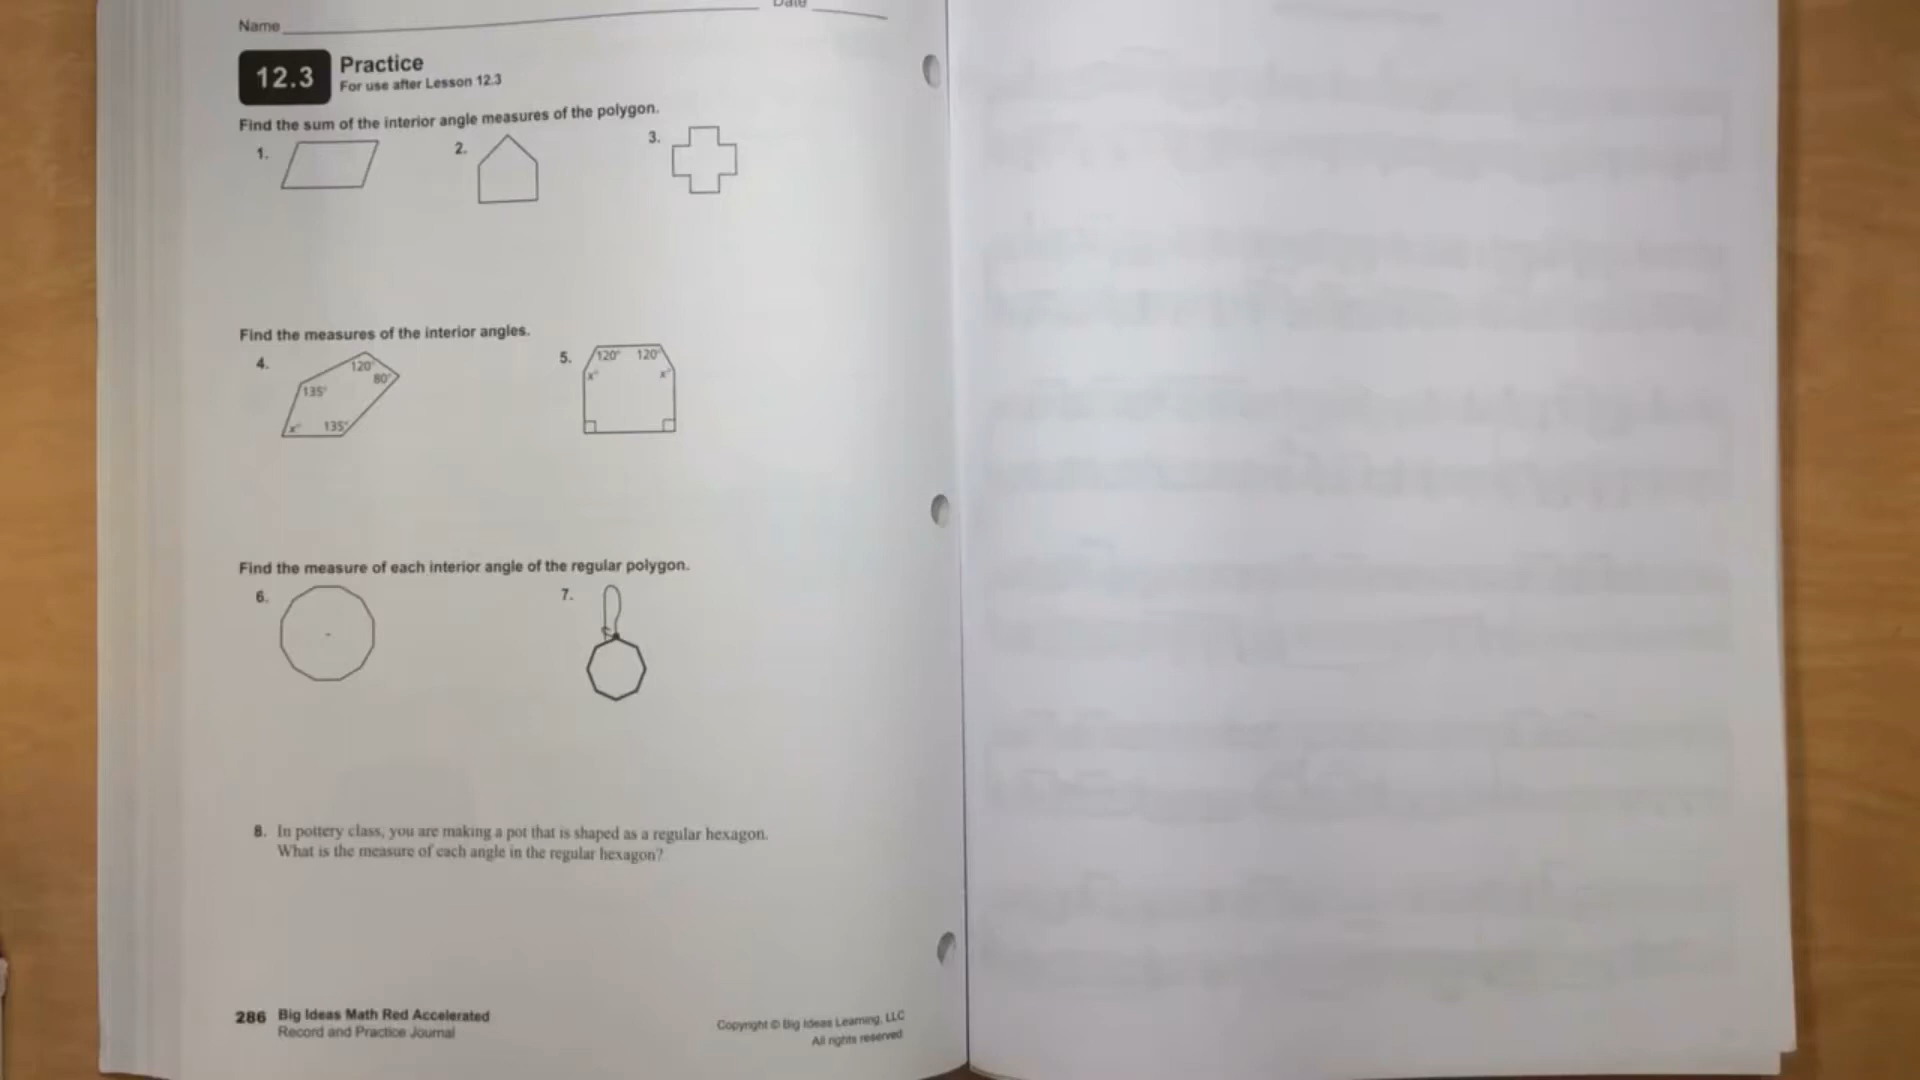 Name Date
12.3 Practice
For use after Lesson 12.3
Find the sum of the interior angle measures of the polygon.
1. 2. 3.
Find the measures of the interior angles.
4. 5.
120° 80° 135° x° 135°
120° 120° x° x°
Find the measure of each interior angle of the regular polygon.
6. 7.
8. In pottery class, you are making a pot that is shaped as a regular hexagon.
What is the measure of each angle in the regular hexagon?
286 Big Ideas Math Red Accelerated
Record and Practice Journal
Copyright © Big Ideas Learning, LLC
All rights reserved